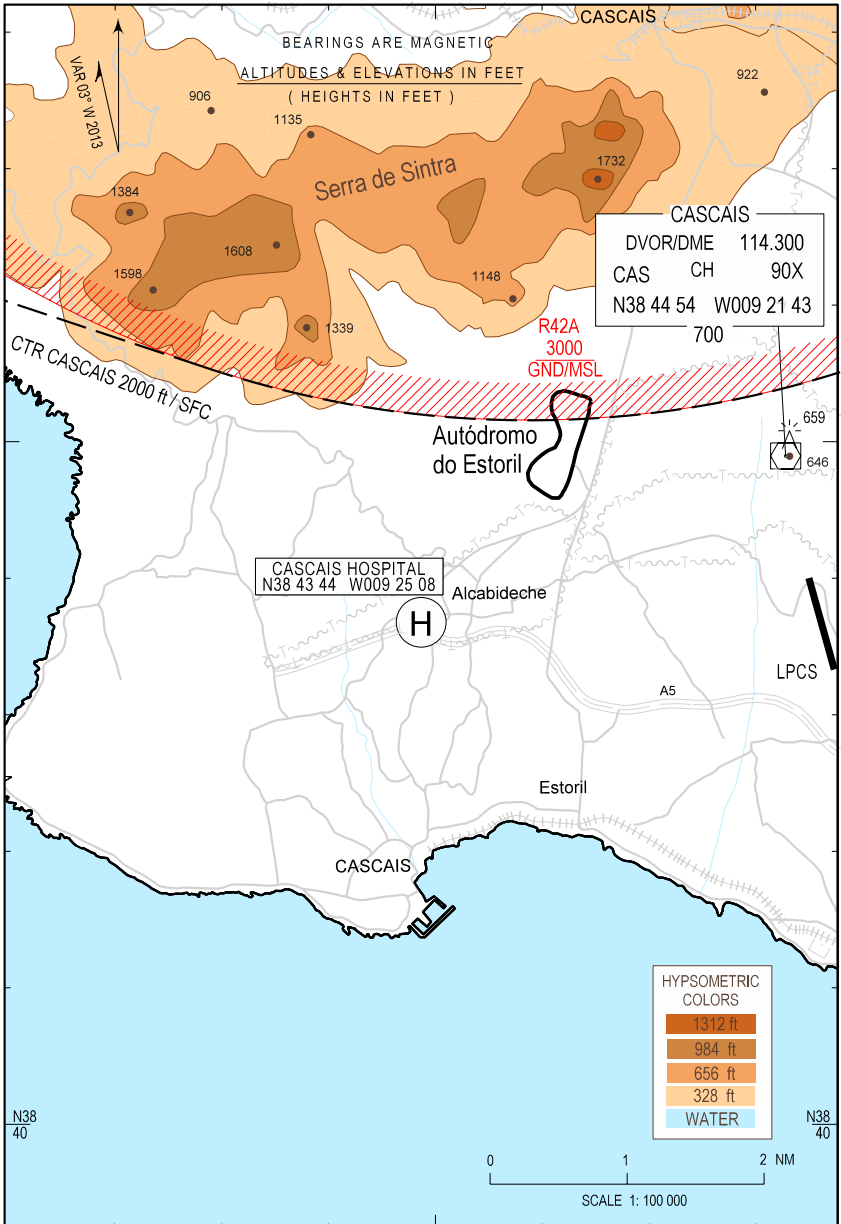 CASCAIS
BEARINGS ARE MAGNETIC
ALTITUDES & ELEVATIONS IN FEET
( HEIGHTS IN FEET )
VAR 03° W 2013
922
906
1135
1732
Serra de Sintra
1384
1608
1598
1148
1339
CASCAIS
DVOR/DME 114.300
CAS CH 90X
N38 44 54 W009 21 43
700
R42A
3000
GND/MSL
CTR CASCAIS 2000 ft / SFC
659
646
Autódromo
do Estoril
CASCAIS HOSPITAL
N38 43 44 W009 25 08
Alcabideche
H
LPCS
A5
Estoril
CASCAIS
HYPSOMETRIC
COLORS
1312 ft
984 ft
656 ft
328 ft
WATER
N38
40
N38
40
0 1 2 NM
SCALE 1: 100 000